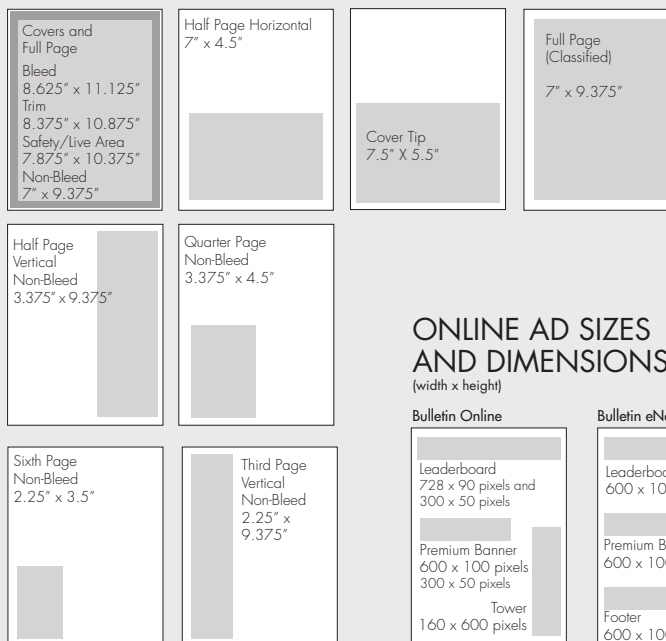 Covers and
Full Page
Bleed
8.625” x 11.125”
Trim
8.375” x 10.875”
Safety/Live Area
7.875” x 10.375”
Non-Bleed
7” x 9.375”
Half Page Horizontal
7” x 4.5”
Cover Tip
7.5” X 5.5”
Full Page
(Classified)
7” x 9.375”
Half Page
Vertical
Non-Bleed
3.375” x 9.375”
Quarter Page
Non-Bleed
3.375” x 4.5”
Sixth Page
Non-Bleed
2.25” x 3.5”
Third Page
Vertical
Non-Bleed
2.25” x
9.375”
ONLINE AD SIZES
AND DIMENSIONS
(width x height)
Bulletin Online
Leaderboard
728 x 90 pixels and
300 x 50 pixels
Premium Banner
600 x 100 pixels
300 x 50 pixels
Tower
160 x 600 pixels
Bulletin
600 x
Premium
600 x
Footer
600 x